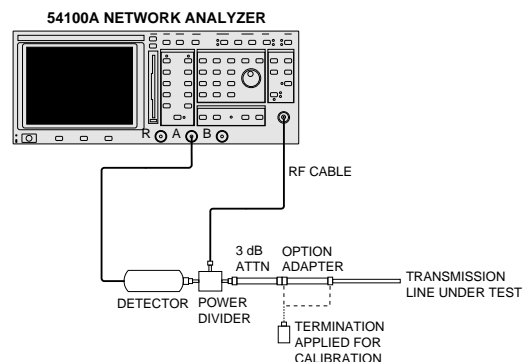 54100A NETWORK ANALYZER
R A B
RF CABLE
3 dB
ATTN
OPTION
ADAPTER
TRANSMISSION
LINE UNDER TEST
DETECTOR
POWER
DIVIDER
TERMINATION
APPLIED FOR
CALIBRATION